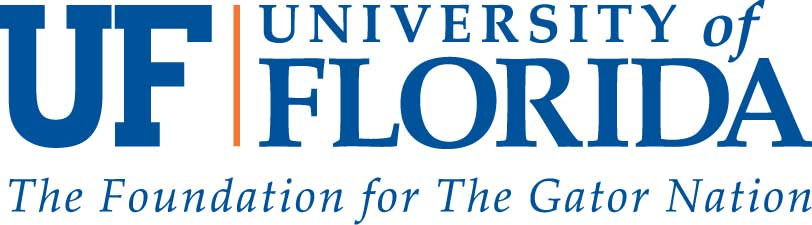 UF
UNIVERSITY of
FLORIDA
The Foundation for The Gator Nation